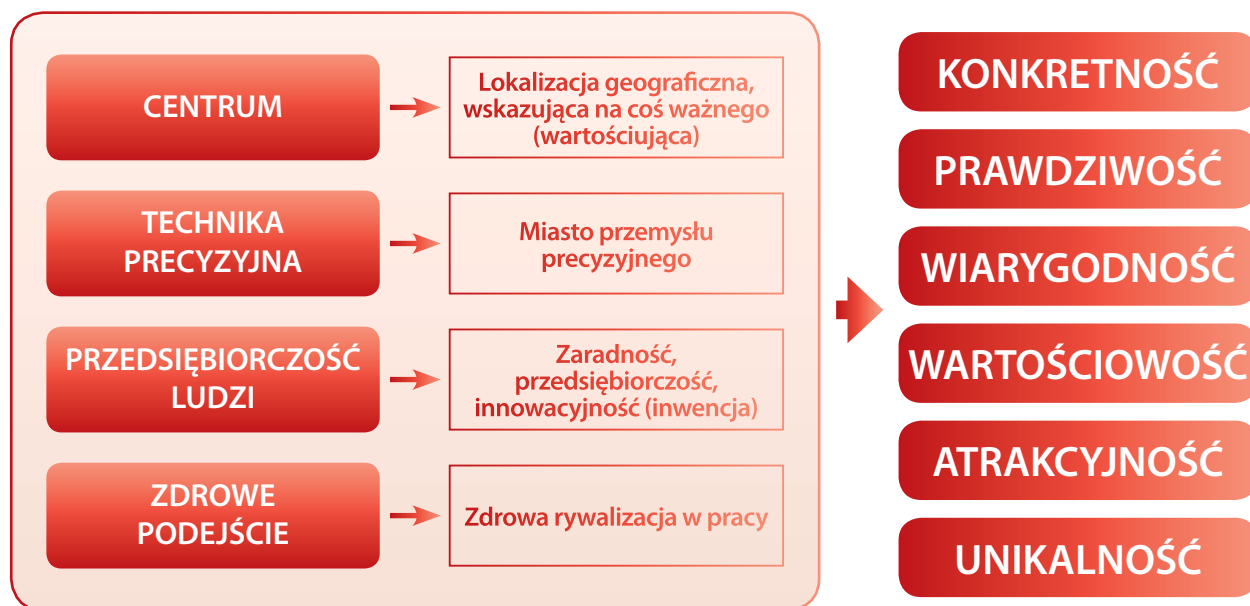 CENTRUM
Lokalizacja geograficzna,
wskazująca na coś ważnego
(wartościująca)
TECHNIKA
PRECYZYJNA
Miasto przemysłu
precyzyjnego
PRZEDSIĘBIORCZOŚĆ
LUDZI
Zaradność,
przedsiębiorczość,
innowacyjność (inwencja)
ZDROWE
PODEJŚCIE
Zdrowa rywalizacja w pracy
KONKRETNOŚĆ
PRAWDZIWOŚĆ
WIARYGODNOŚĆ
WARTOŚCIOWOŚĆ
ATRAKCYJNOŚĆ
UNIKALNOŚĆ